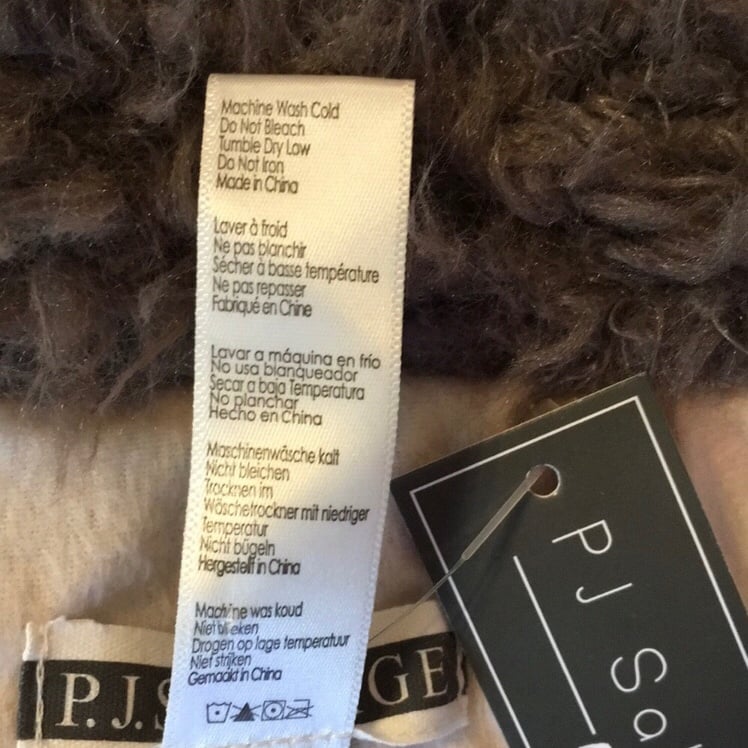 Machine Wash Cold
Do Not Bleach
Tumble Dry Low
Do Not Iron
Made in China
Laver à froid
Ne pas blanchir
Sécher à basse température
Ne pas repasser
Fabriqué en Chine
Lavar a máquina en frío
No usa blanqueador
Secar a baja Temperatura
No planchar
Hecho en China
Maschinenwäsche kalt
Nicht bleichen
Trocknen im
Wäschetrockner mit niedriger
Temperatur
Nicht bügeln
Hergestellt in China
Machine was koud
Niet bleken
Drogen op lage temperatuur
Niet strijken
Gemaakt in China
P.J.S GE
PJ Sa